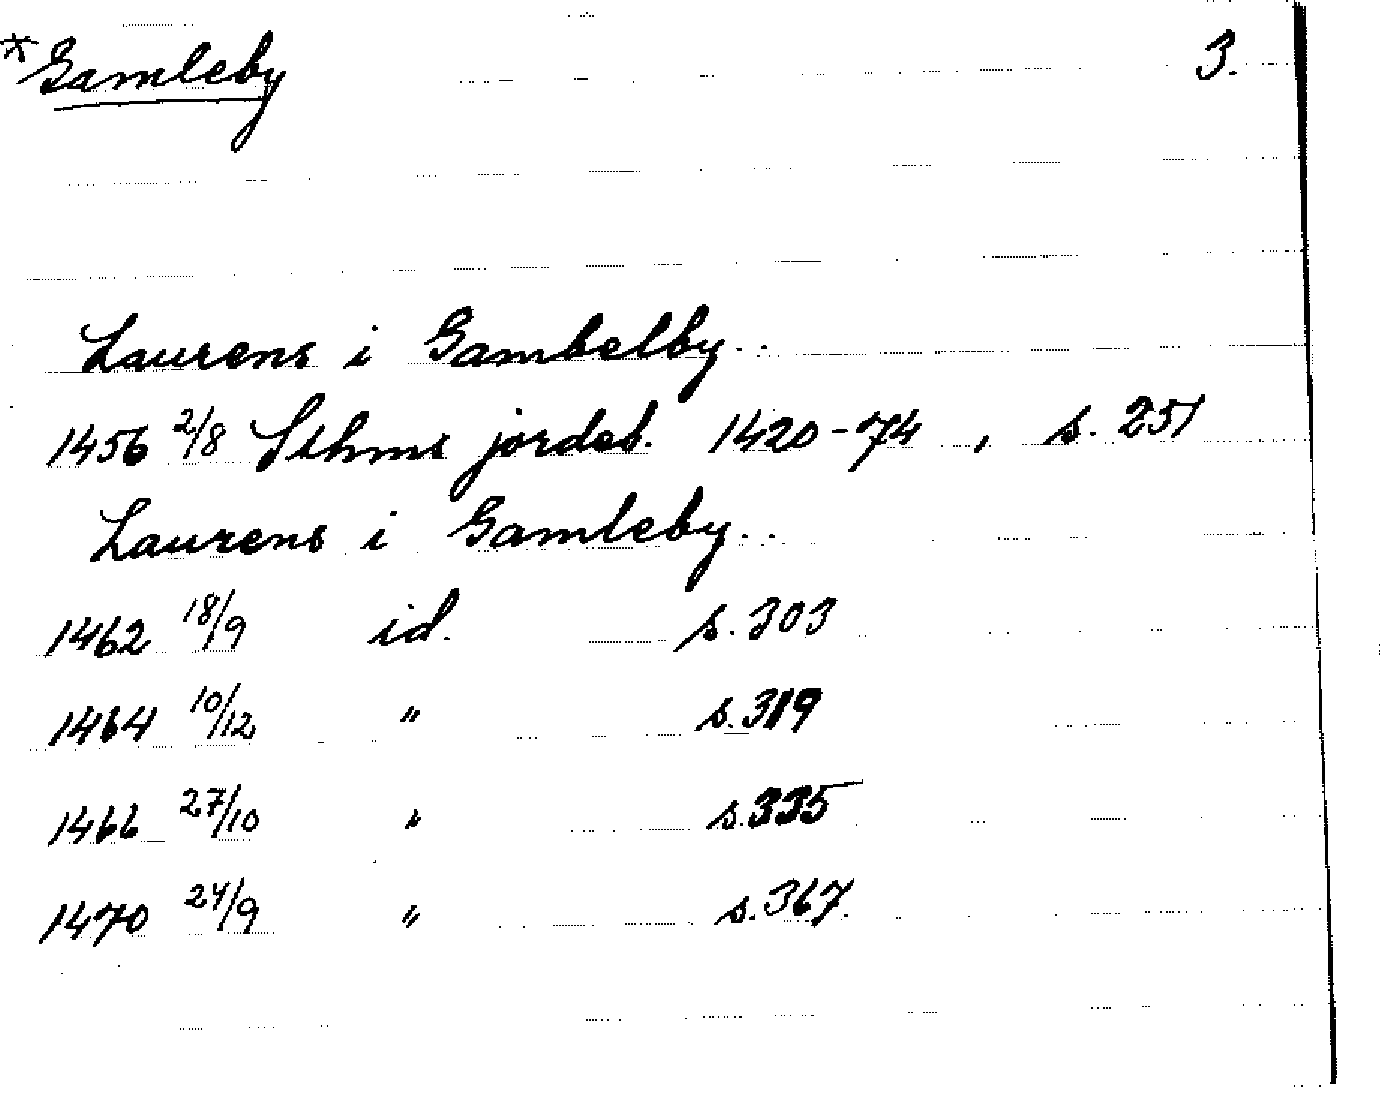 *Gamleby 3.
Laurens i Gambelby..
1456 2/8 Sthms jordeb. 1420-74, s. 251
Laurens i Gamleby..
1462 18/9 id. s. 303
1464 10/12 " s. 319
1466 27/10 " s. 335
1470 24/9 " s. 367.